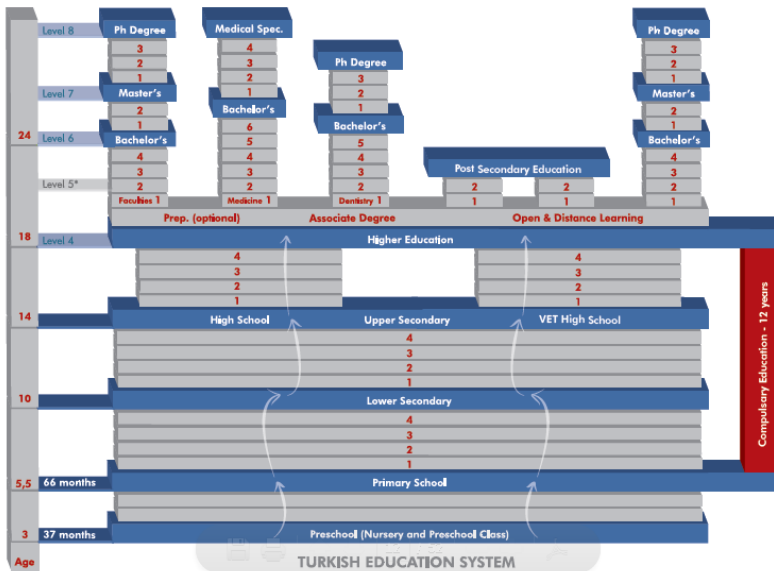 Level 8
Ph Degree
Medical Spec.
Ph Degree
3
2
1
4
3
2
1
Ph Degree
3
2
1
3
2
1
Level 7
Master's
Bachelor's
Master's
2
1
6
5
4
3
2
Bachelor's
2
1
24
Level 6
Bachelor's
5
4
3
2
Bachelor's
4
3
2
Post Secondary Education
4
3
2
1
Level 5*
2
1
2
1
Faculties 1
Medicine 1
Dentistry 1
Prep. (optional)
Associate Degree
Open & Distance Learning
18
Level 4
Higher Education
4
3
2
1
4
3
2
1
14
High School
Upper Secondary
VET High School
4
3
2
1
10
Lower Secondary
4
3
2
1
Compulsary Education - 12 years
5,5
66 months
Primary School
3
37 months
Preschool (Nursery and Preschool Class)
Age
TURKISH EDUCATION SYSTEM